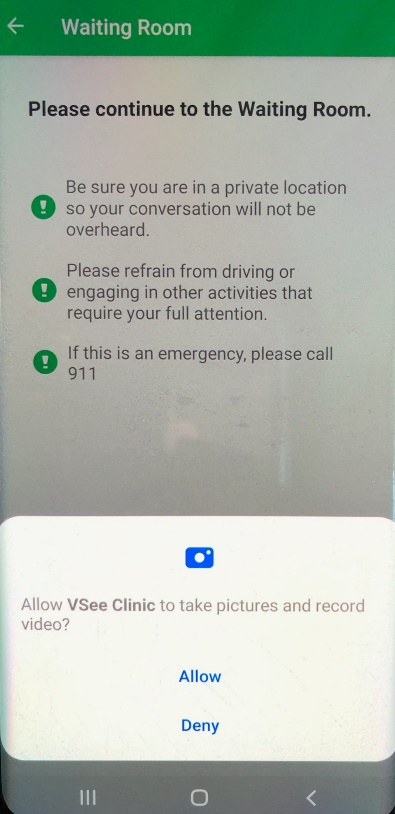 Waiting Room
Please continue to the Waiting Room.
Be sure you are in a private location
so your conversation will not be
overheard.
Please refrain from driving or
engaging in other activities that
require your full attention.
If this is an emergency, please call
911
Allow VSee Clinic to take pictures and record
video?
Allow
Deny